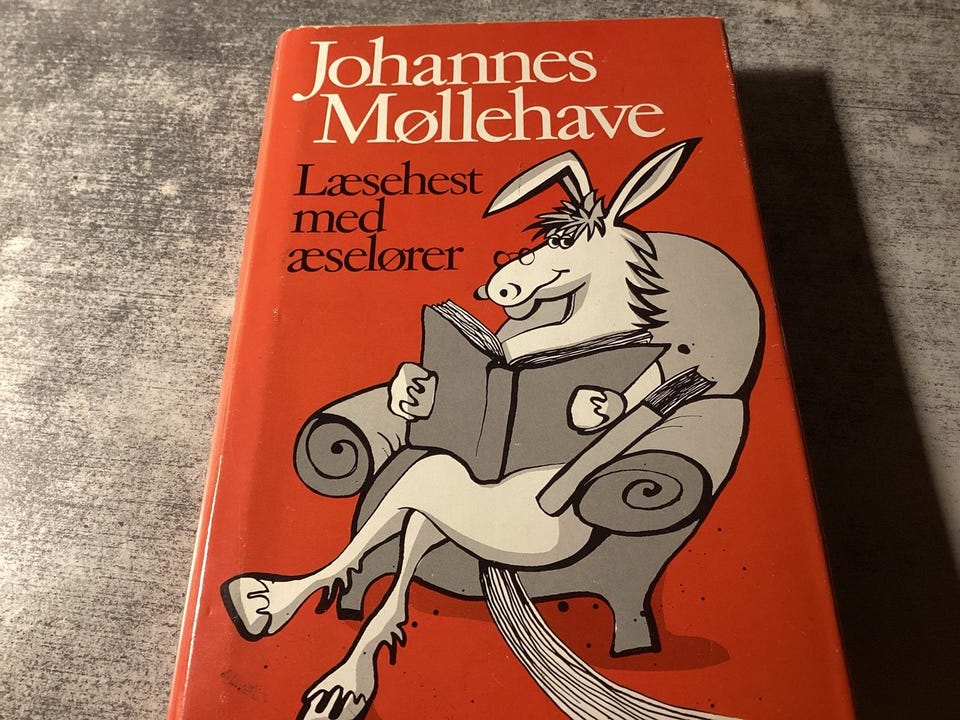 Johannes
Møllehave
Læsehest
med
æselører